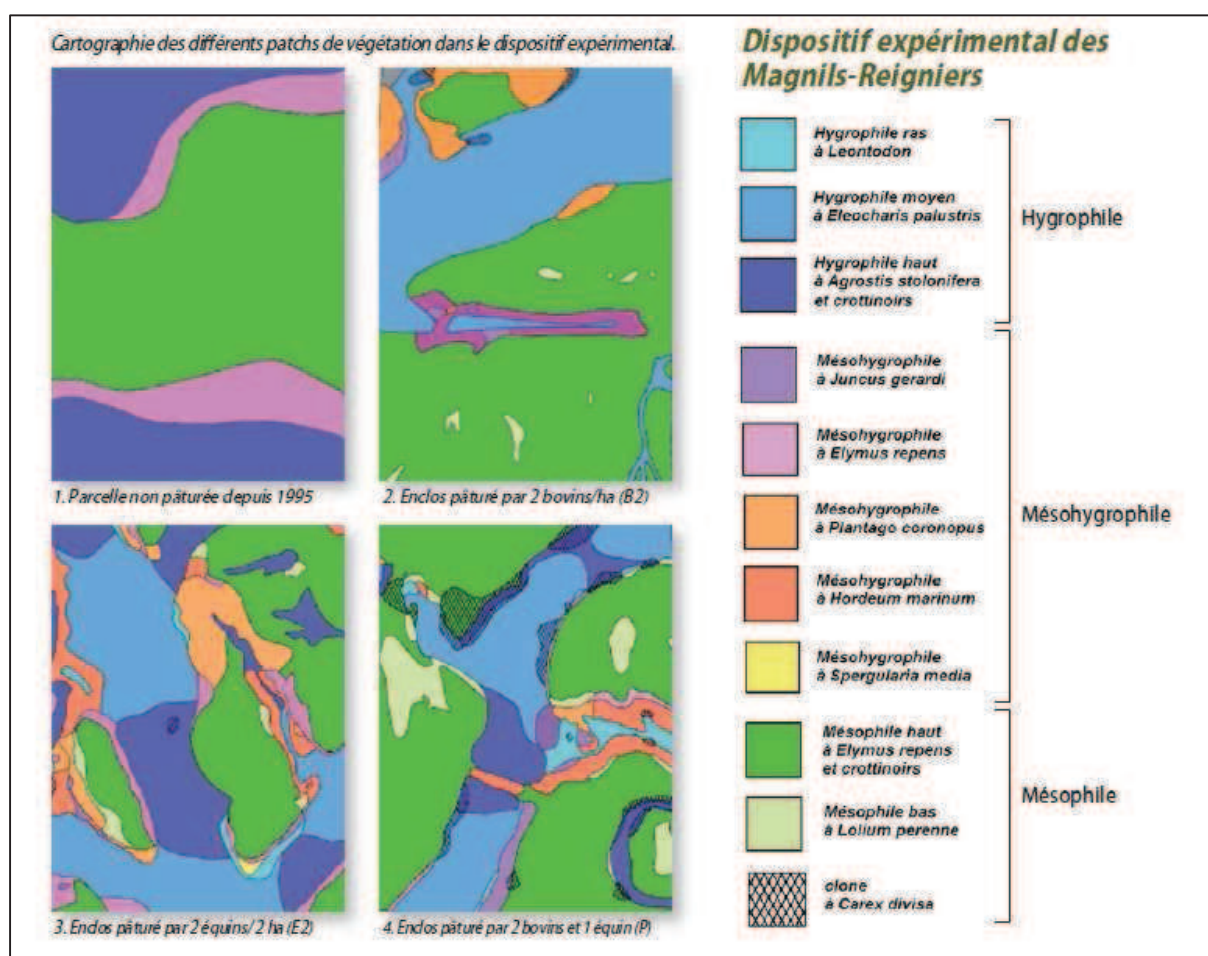 Cartographie des différents patchs de végétation dans le dispositif expérimental.
1. Parcelle non pâturée depuis 1995
2. Enclos pâturé par 2 bovins/ha (B2)
3. Enclos pâturé par 2 équins/2 ha (E2)
4. Enclos pâturé par 2 bovins et 1 équin (P)
Dispositif expérimental des
Magnils-Reigniers
Hygrophile ras
à Leontodon
Hygrophile moyen
à Eleocharis palustris
Hygrophile haut
à Agrostis stolonifera
et crottinoirs
Hygrophile
Mésohygrophile
à Juncus gerardi
Mésohygrophile
à Elymus repens
Mésohygrophile
à Plantago coronopus
Mésohygrophile
à Hordeum marinum
Mésohygrophile
à Spergularia media
Mésohygrophile
Mésophile haut
à Elymus repens
et crottinoirs
Mésophile bas
à Lolium perenne
clone
à Carex divisa
Mésophile